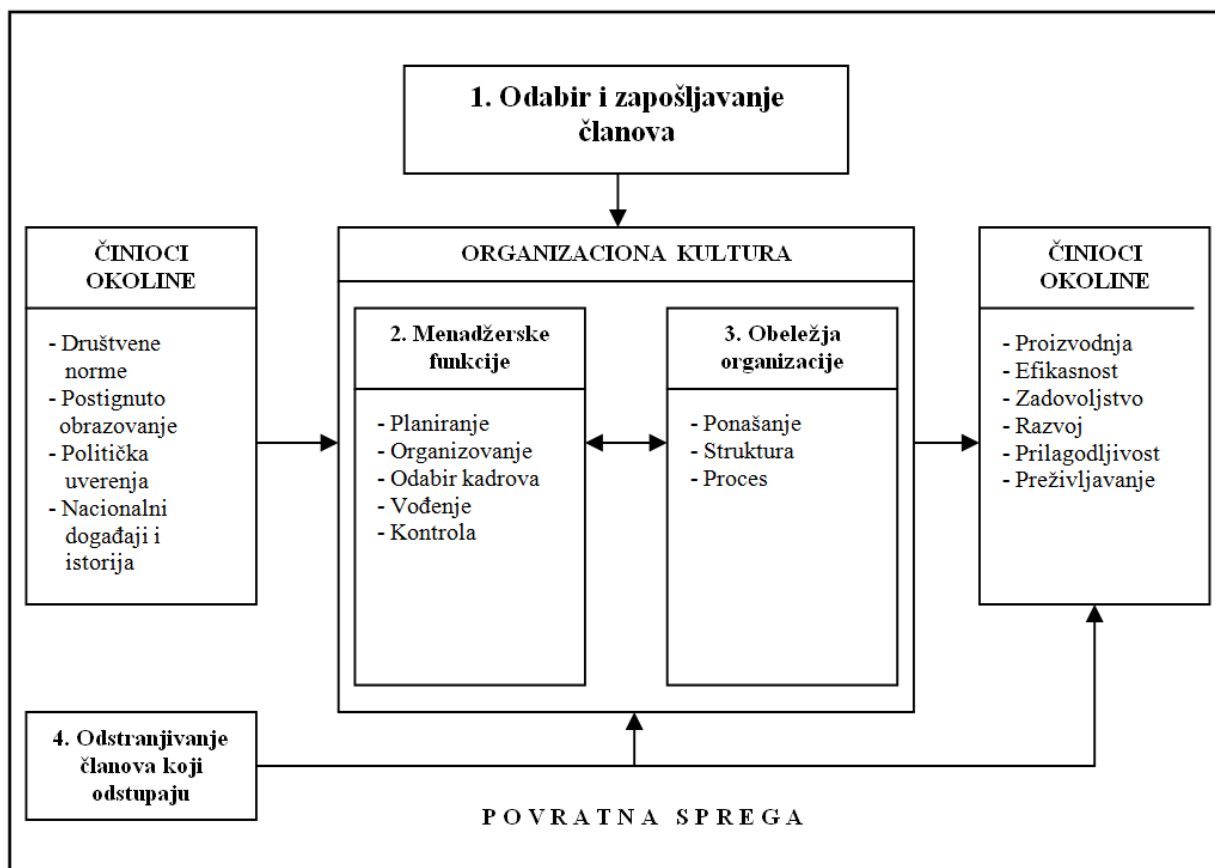 1. Odabir i zapošljavanje
članova
ČINIOCI
OKOLINE
- Društvene
norme
- Postignuto
obrazovanje
- Politička
uverenja
- Nacionalni
događaji i
istorija
ORGANIZACIONA KULTURA
2. Menadžerske
funkcije
- Planiranje
- Organizovanje
- Odabir kadrova
- Vođenje
- Kontrola
3. Obeležja
organizacije
- Ponašanje
- Struktura
- Proces
ČINIOCI
OKOLINE
- Proizvodnja
- Efikasnost
- Zadovoljstvo
- Razvoj
- Prilagodljivost
- Preživljavanje
4. Odstranjivanje
članova koji
odstupaju
POVRATNA SPREGA